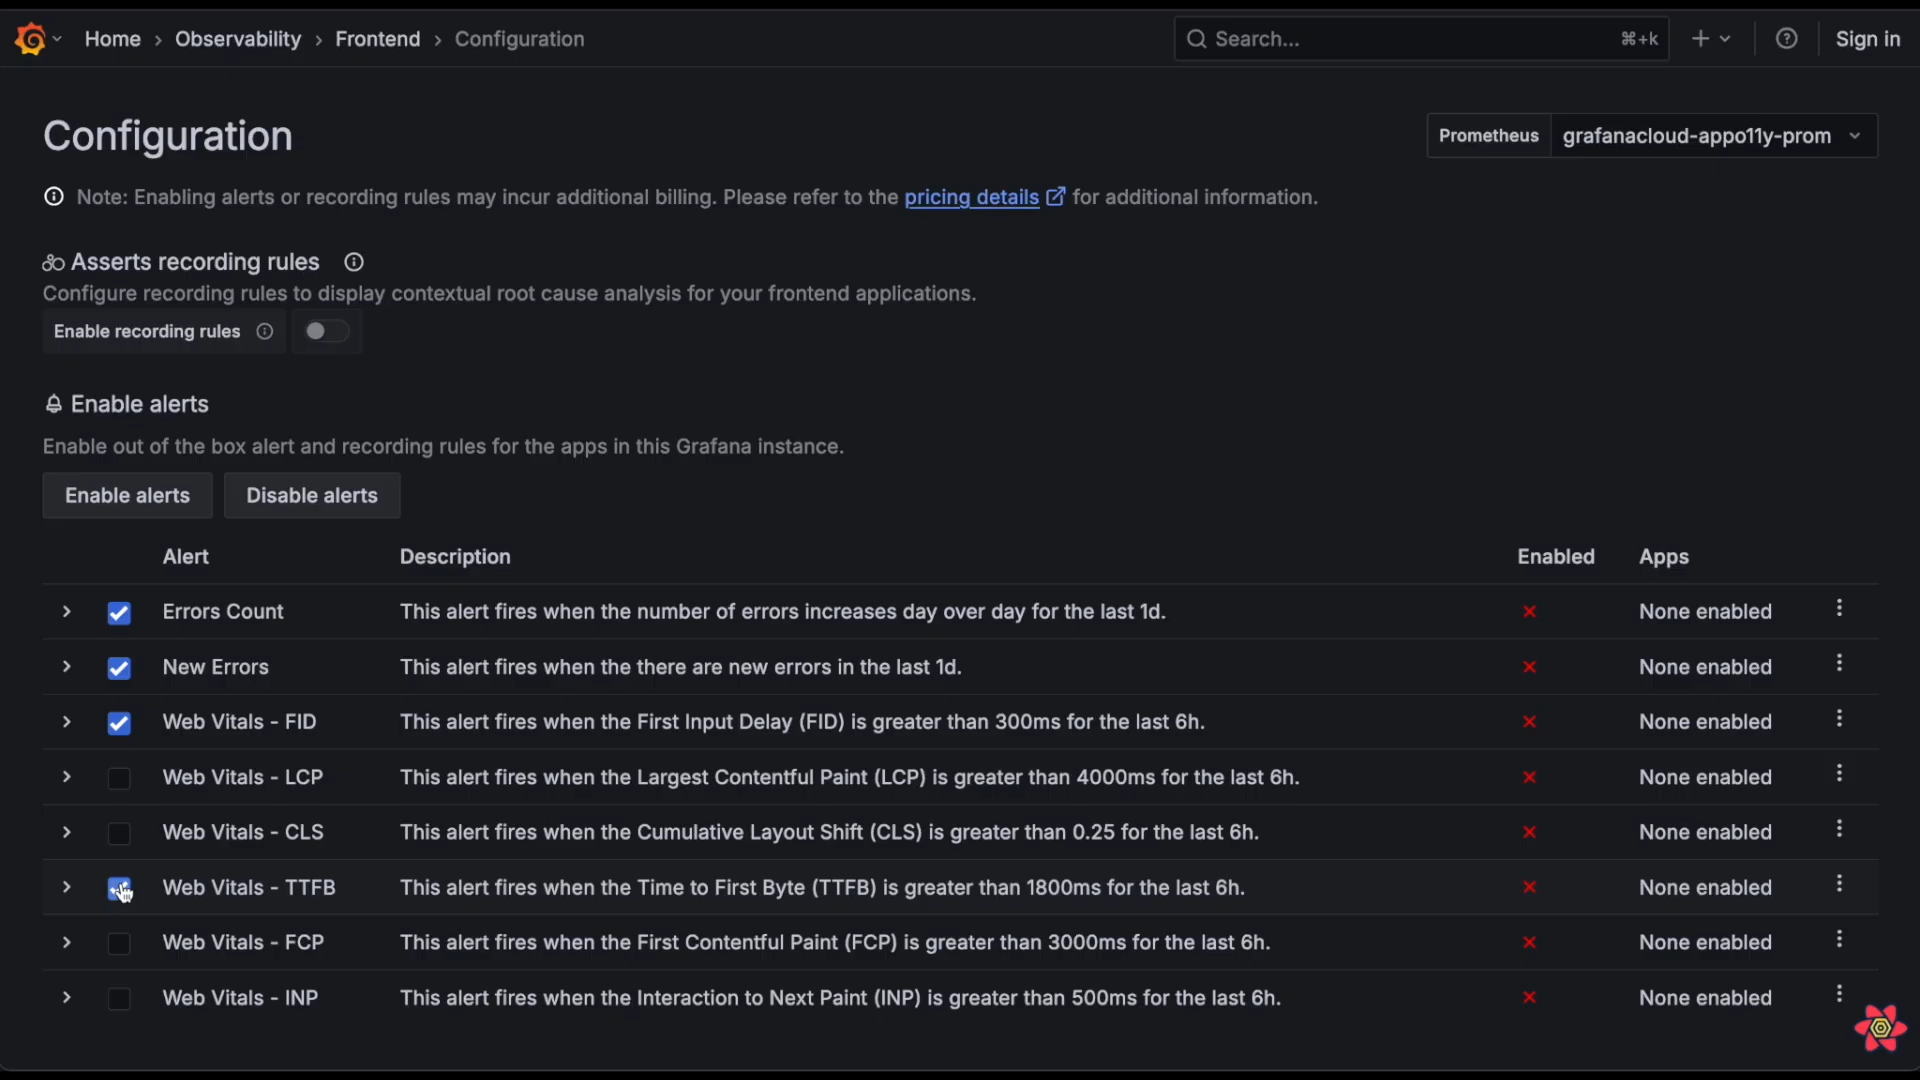 Home › Observability › Frontend › Configuration
Search... ⌘+k
Sign in
Configuration
Prometheus grafanacloud-appo11y-prom
Note: Enabling alerts or recording rules may incur additional billing. Please refer to the pricing details for additional information.
Asserts recording rules
Configure recording rules to display contextual root cause analysis for your frontend applications.
Enable recording rules
Enable alerts
Enable out of the box alert and recording rules for the apps in this Grafana instance.
Enable alerts Disable alerts
Alert Description Enabled Apps
Errors Count This alert fires when the number of errors increases day over day for the last 1d. None enabled
New Errors This alert fires when the there are new errors in the last 1d. None enabled
Web Vitals - FID This alert fires when the First Input Delay (FID) is greater than 300ms for the last 6h. None enabled
Web Vitals - LCP This alert fires when the Largest Contentful Paint (LCP) is greater than 4000ms for the last 6h. None enabled
Web Vitals - CLS This alert fires when the Cumulative Layout Shift (CLS) is greater than 0.25 for the last 6h. None enabled
Web Vitals - TTFB This alert fires when the Time to First Byte (TTFB) is greater than 1800ms for the last 6h. None enabled
Web Vitals - FCP This alert fires when the First Contentful Paint (FCP) is greater than 3000ms for the last 6h. None enabled
Web Vitals - INP This alert fires when the Interaction to Next Paint (INP) is greater than 500ms for the last 6h. None enabled